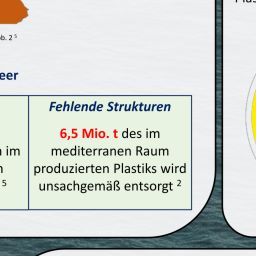 b. 2 5
eer
Fehlende Strukturen
6,5 Mio. t des im
mediterranen Raum
produzierten Plastiks wird
unsachgemäß entsorgt 2
im
5